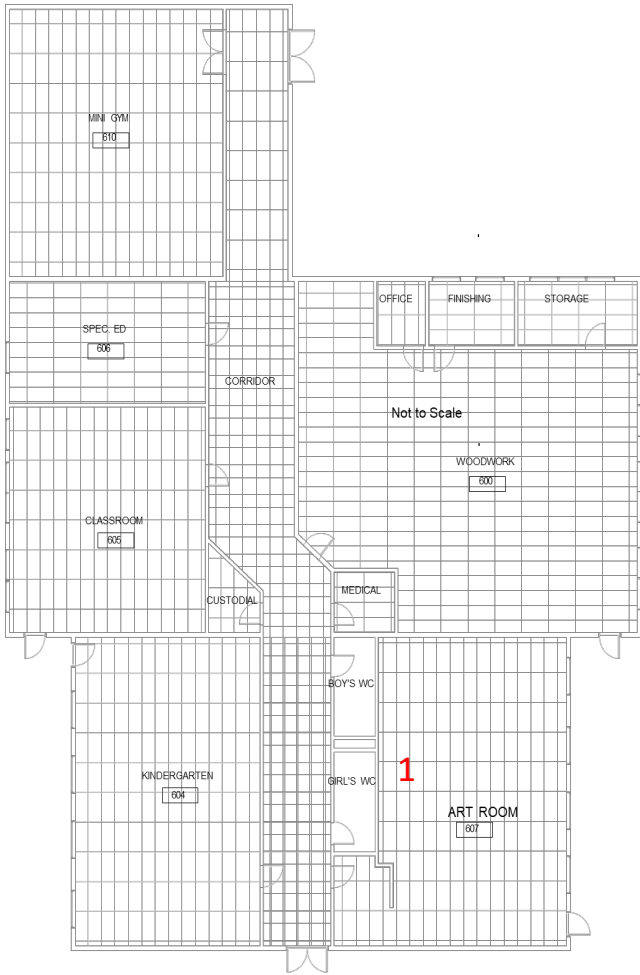 MINI GYM
610
OFFICE
FINISHING
STORAGE
SPEC. ED
606
CORRIDOR
Not to Scale
WOODWORK
600
CLASSROOM
605
CUSTODIAL
MEDICAL
BOY'S WC
KINDERGARTEN
604
GIRL'S WC
1
ART ROOM
607